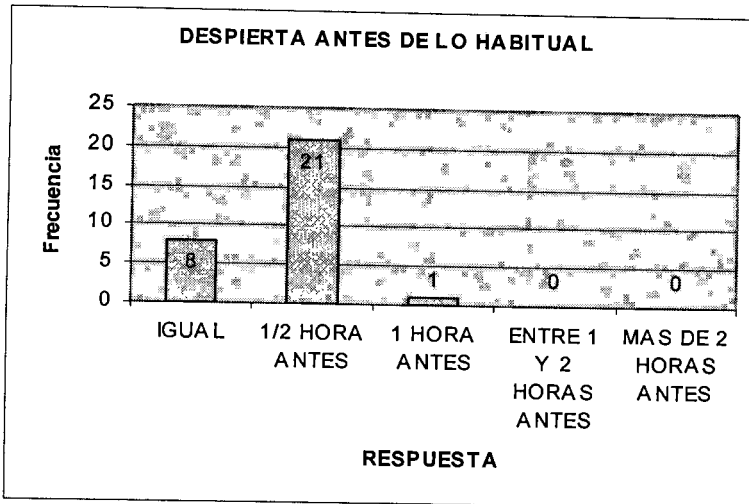 DESPIERTA ANTES DE LO HABITUAL
Frecuencia
25
20
15
10
5
0
8
21
1
0
0
IGUAL
1/2 HORA
ANTES
1 HORA
ANTES
ENTRE 1
Y 2
HORAS
ANTES
MAS DE 2
HORAS
ANTES
RESPUESTA